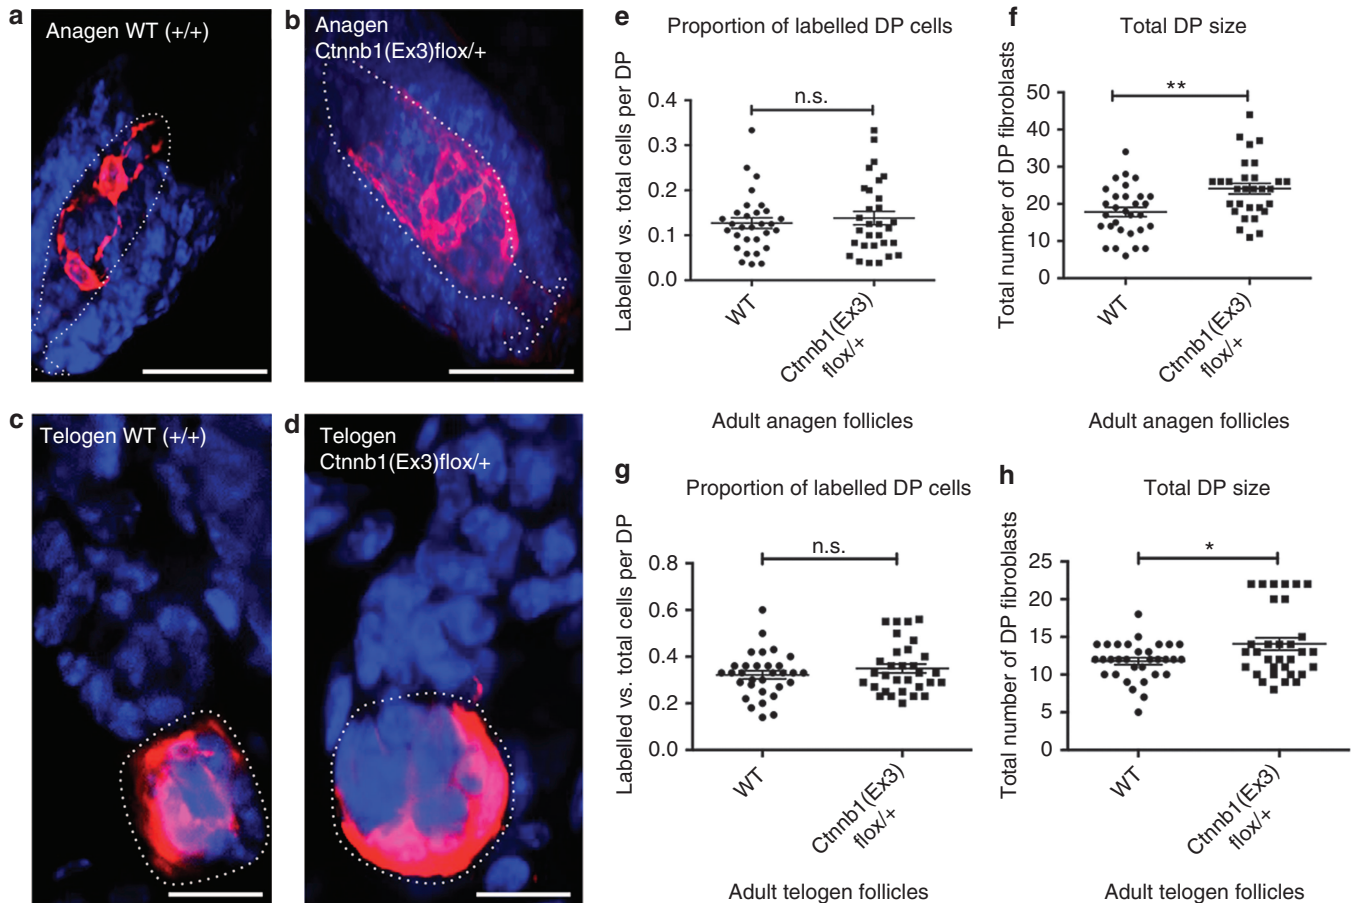 a
Anagen WT (+/+)
b
Anagen
Ctnnb1(Ex3)flox/+
c
Telogen WT (+/+)
d
Telogen
Ctnnb1(Ex3)flox/+
e
Proportion of labelled DP cells
Labelled vs. total cells per DP
0.4
0.3
0.2
0.1
0.0
n.s.
WT
Ctnnb1(Ex3)
flox/+
Adult anagen follicles
f
Total DP size
Total number of DP fibroblasts
50
40
30
20
10
0
**
WT
Ctnnb1(Ex3)
flox/+
Adult anagen follicles
g
Proportion of labelled DP cells
Labelled vs. total cells per DP
0.8
0.6
0.4
0.2
0.0
n.s.
WT
Ctnnb1(Ex3)
flox/+
Adult telogen follicles
h
Total DP size
Total number of DP fibroblasts
25
20
15
10
5
0
*
WT
Ctnnb1(Ex3)
flox/+
Adult telogen follicles